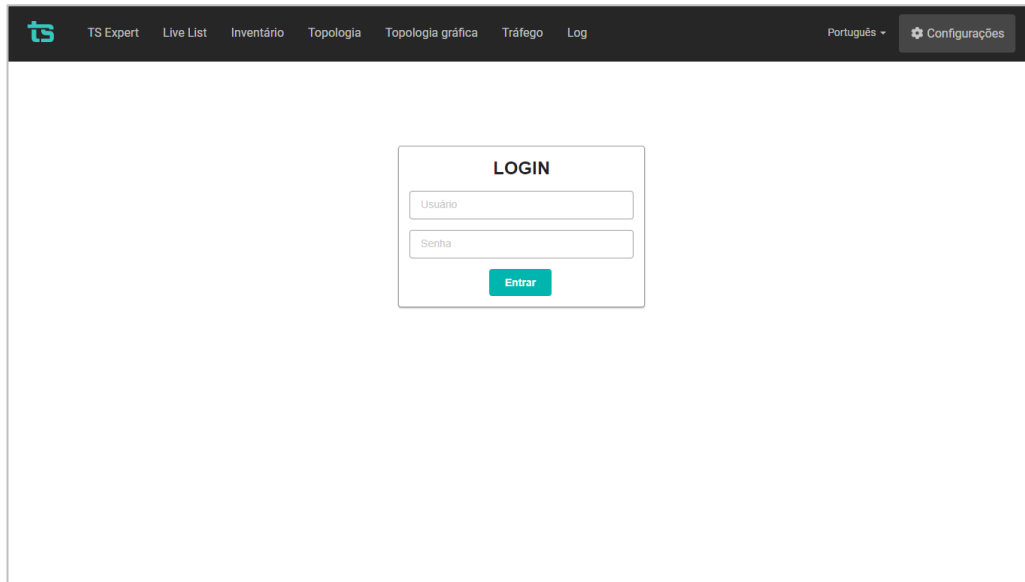 ts TS Expert Live List Inventário Topologia Topologia gráfica Tráfego Log Português Configurações
LOGIN
Usuário
Senha
Entrar